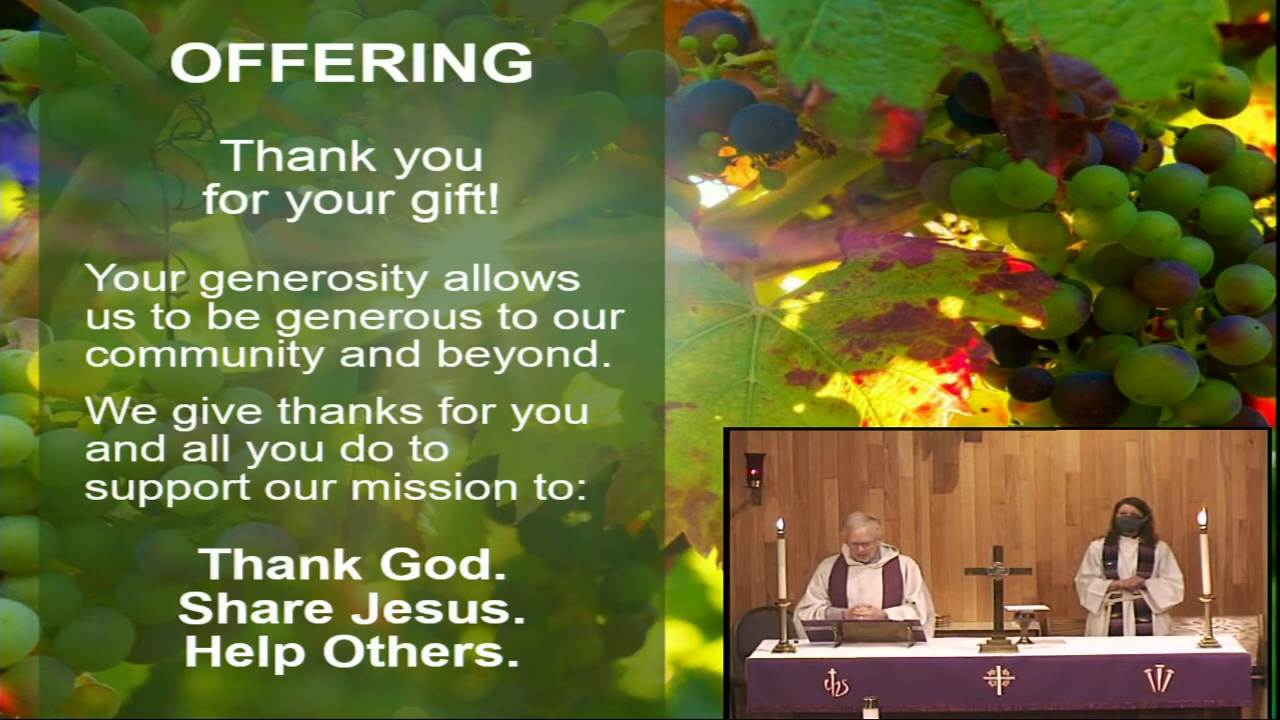 OFFERING
Thank you
for your gift!
Your generosity allows
us to be generous to our
community and beyond.
We give thanks for you
and all you do to
support our mission to:
Thank God.
Share Jesus.
Help Others.